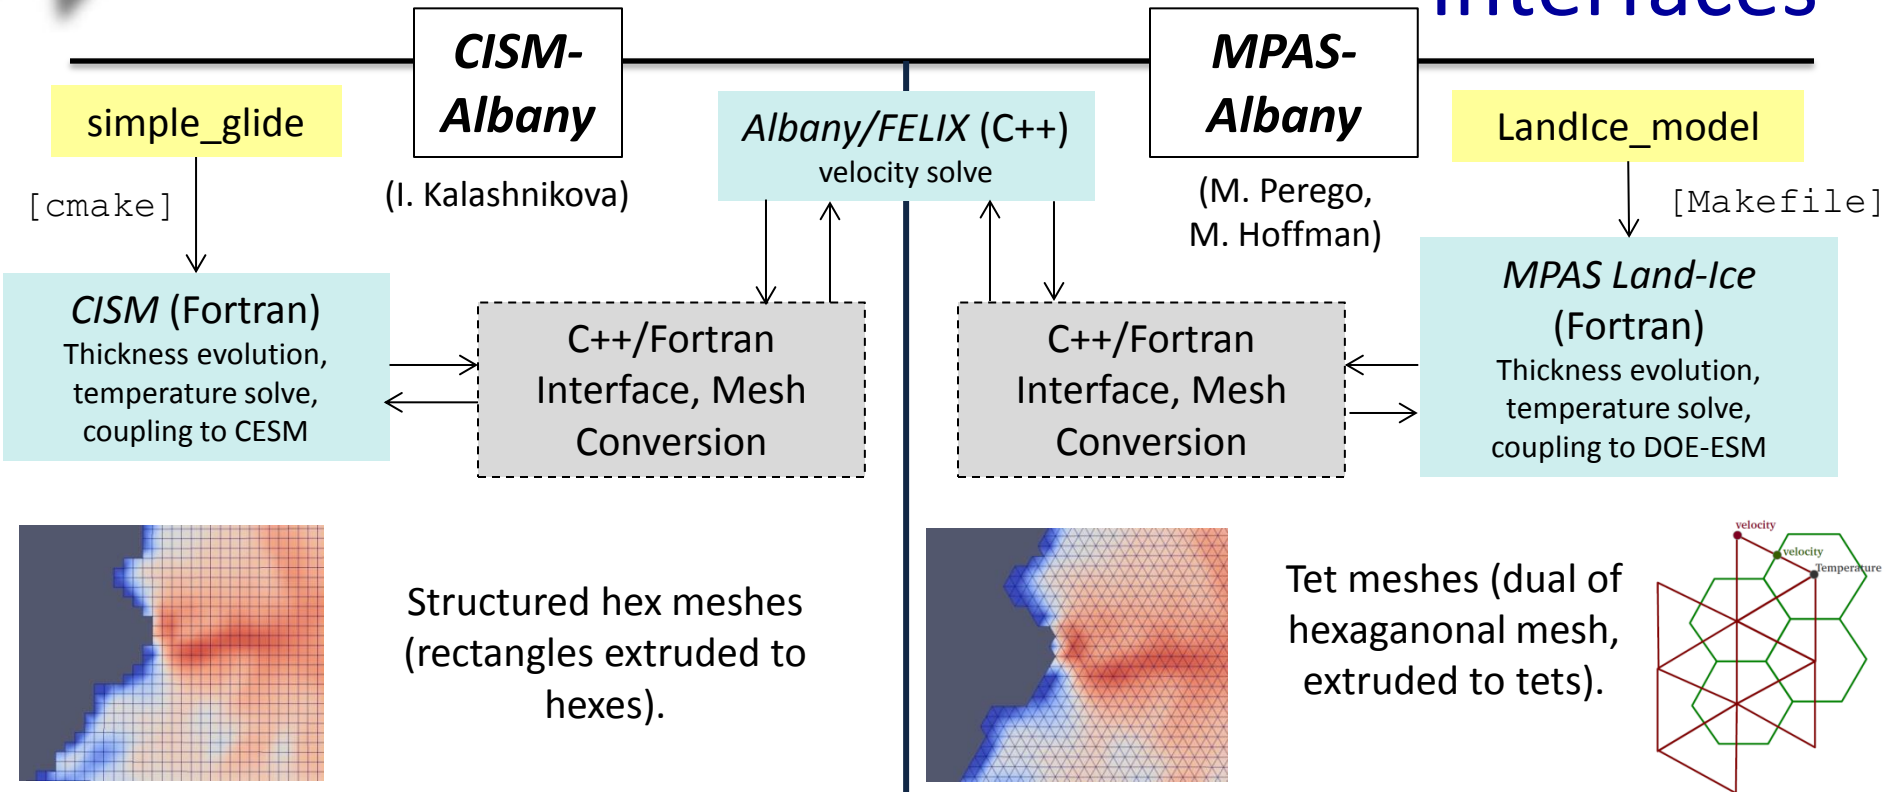 Interfaces
CISM-
Albany
MPAS-
Albany
simple_glide
Albany/FELIX (C++)
velocity solve
LandIce_model
[cmake]
(I. Kalashnikova)
(M. Perego,
M. Hoffman)
[Makefile]
CISM (Fortran)
Thickness evolution,
temperature solve,
coupling to CESM
C++/Fortran
Interface, Mesh
Conversion
C++/Fortran
Interface, Mesh
Conversion
MPAS Land-Ice
(Fortran)
Thickness evolution,
temperature solve,
coupling to DOE-ESM
Structured hex meshes
(rectangles extruded to
hexes).
Tet meshes (dual of
hexaganonal mesh,
extruded to tets).
velocity
velocity
Temperature